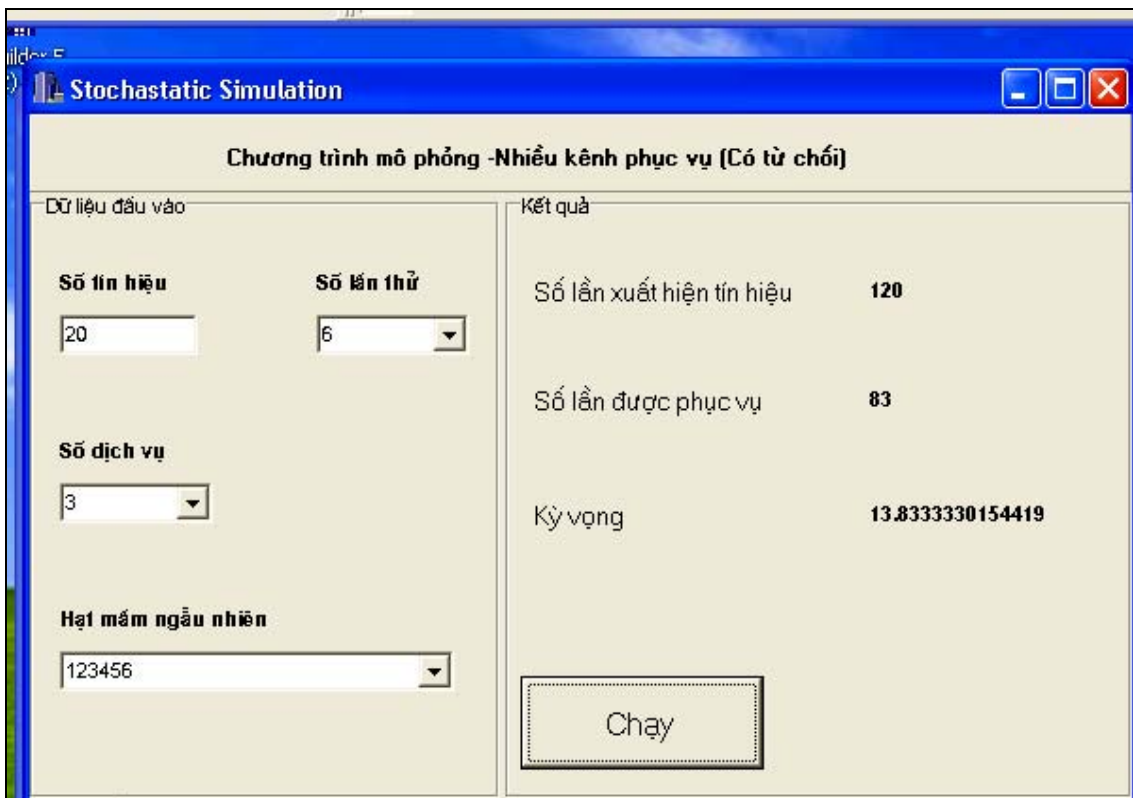 Stochastatic Simulation
Chương trình mô phỏng -Nhiều kênh phục vụ (Có từ chối)
Dữ liệu đầu vào
Số tín hiệu
Số lần thử
20
6
Số dịch vụ
3
Hạt mầm ngẫu nhiên
123456
Kết quả
Số lần xuất hiện tín hiệu
120
Số lần được phục vụ
83
Kỳ vọng
13.8333330154419
Chạy